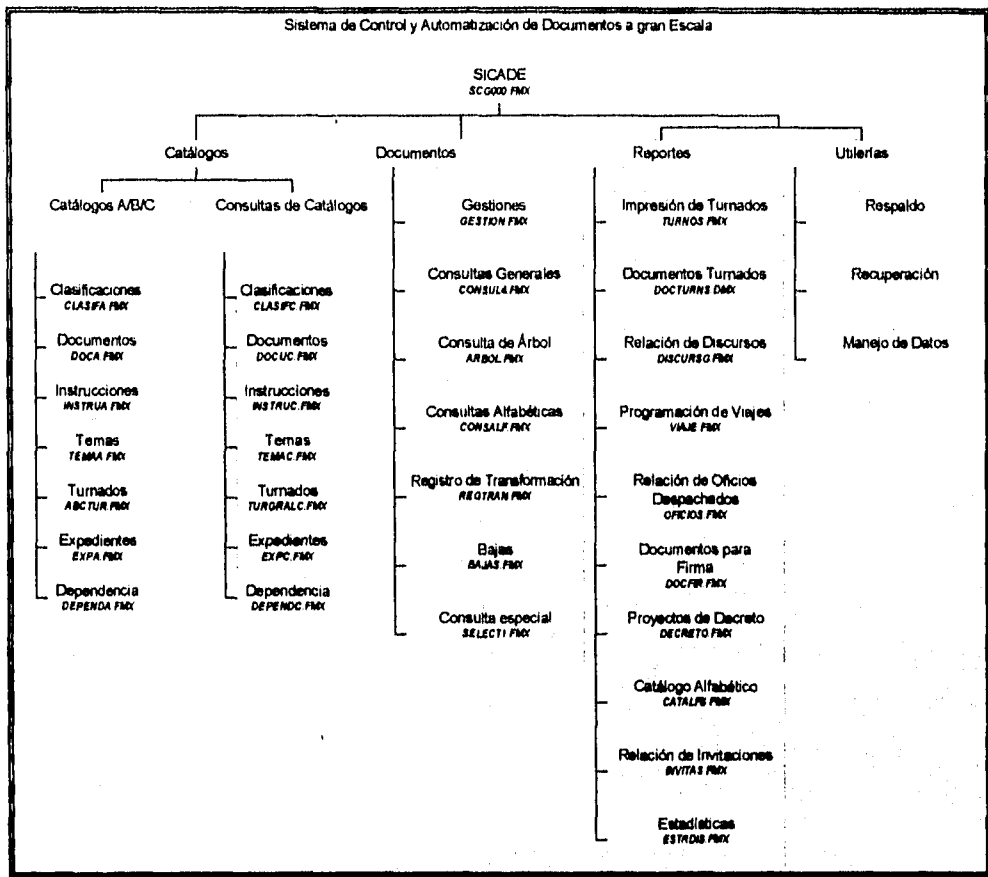 Sistema de Control y Automatización de Documentos a gran Escala
SICADE
SCG000 FMX
Catálogos
Documentos
Reportes
Utilerías
Catálogos A/B/C
Consultas de Catálogos
Clasificaciones
CLASIFA FMX
Documentos
DOCA FMX
Instrucciones
INSTRUA FMX
Temas
TEMAA FMX
Turnados
ABCTUR.FMX
Expedientes
EXPA.FMX
Dependencia
DEPENDA FMX
Clasificaciones
CLASIFC FMX
Documentos
DOCUC FMX
Instrucciones
INSTRUC.FMX
Temas
TEMAC.FMX
Turnados
TURGRALC.FMX
Expedientes
EXPC.FMX
Dependencia
DEPENDC.FMX
Gestiones
GESTION FMX
Consultas Generales
CONSUL4.FMX
Consulta de Árbol
ARBOL.FMX
Consultas Alfabéticas
CONSALF.FMX
Registro de Transformación
REGTRAN FMX
Bajas
BAJAS.FMX
Consulta especial
SELECT1 FMX
Impresión de Turnados
TURNOS FMX
Documentos Turnados
DOCTURNS DMX
Relación de Discursos
DISCURSO.FMX
Programación de Viajes
VIAJE FMX
Relación de Oficios
Despachados
OFICIOS FMX
Documentos para
Firma
DOCFIR FMX
Proyectos de Decreto
DECRETO FMX
Catálogo Alfabético
CATALFB FMX
Relación de Invitaciones
INVITAS FMX
Estadísticas
ESTADIS FMX
Respaldo
Recuperación
Manejo de Datos